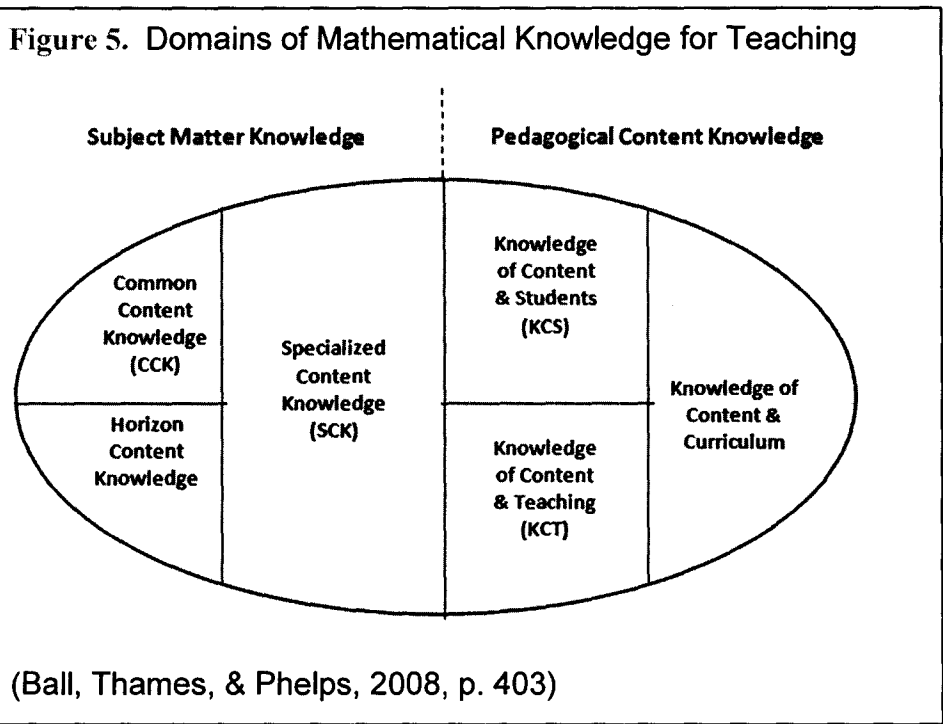 Figure 5. Domains of Mathematical Knowledge for Teaching
Subject Matter Knowledge
Pedagogical Content Knowledge
Common
Content
Knowledge
(CCK)
Horizon
Content
Knowledge
Specialized
Content
Knowledge
(SCK)
Knowledge
of Content
& Students
(KCS)
Knowledge
of Content
& Teaching
(KCT)
Knowledge of
Content &
Curriculum
(Ball, Thames, & Phelps, 2008, p. 403)